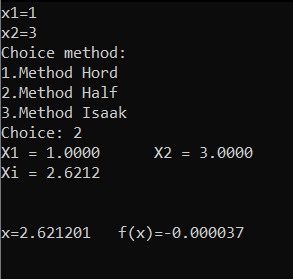 x1=1
x2=3
Choice method:
1.Method Hord
2.Method Half
3.Method Isaak
Choice: 2
X1 = 1.0000 X2 = 3.0000
Xi = 2.6212
x=2.621201 f(x)=-0.000037